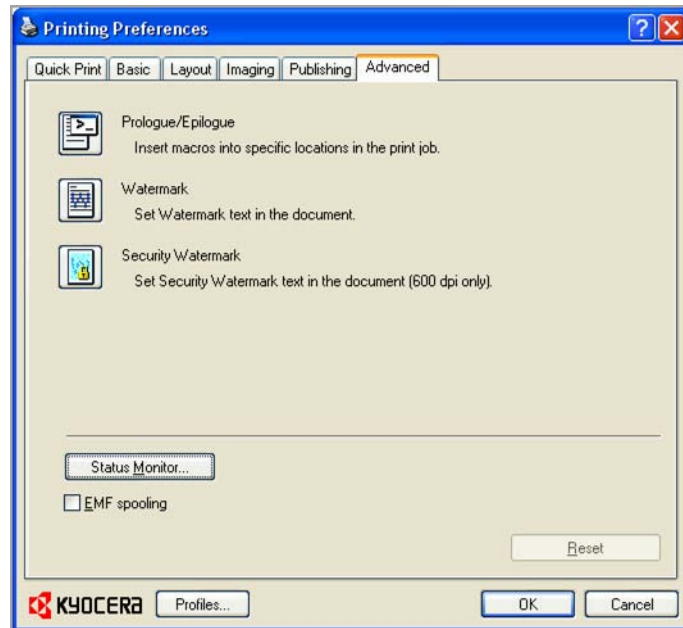 Printing Preferences
Quick Print Basic Layout Imaging Publishing Advanced
Prologue/Epilogue
Insert macros into specific locations in the print job.
Watermark
Set Watermark text in the document.
Security Watermark
Set Security Watermark text in the document (600 dpi only).
Status Monitor...
EMF spooling
Reset
KYOCERA Profiles... OK Cancel